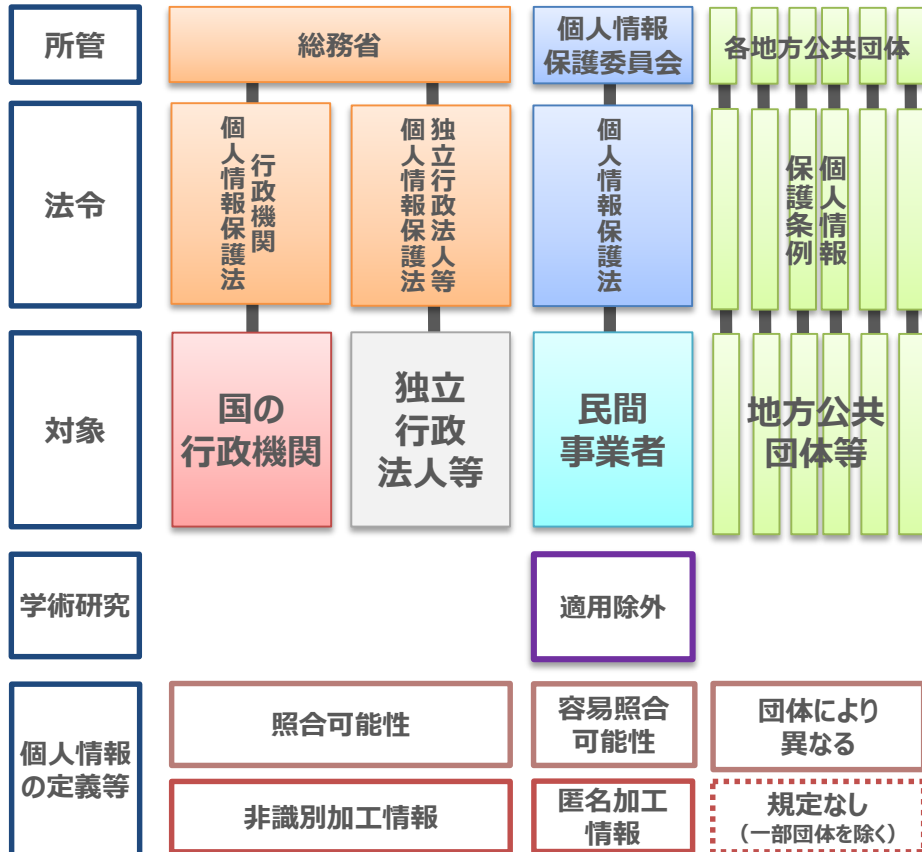 所管
総務省
個人情報
保護委員会
各地方公共団体
法令
行政機関
個人情報保護法
独立行政法人等
個人情報保護法
個人情報保護法
個人情報
保護条例
対象
国の
行政機関
独立
行政
法人等
民間
事業者
地方公共
団体等
学術研究
適用除外
個人情報
の定義等
照合可能性
容易照合
可能性
団体により
異なる
非識別加工情報
匿名加工
情報
規定なし
（一部団体を除く）